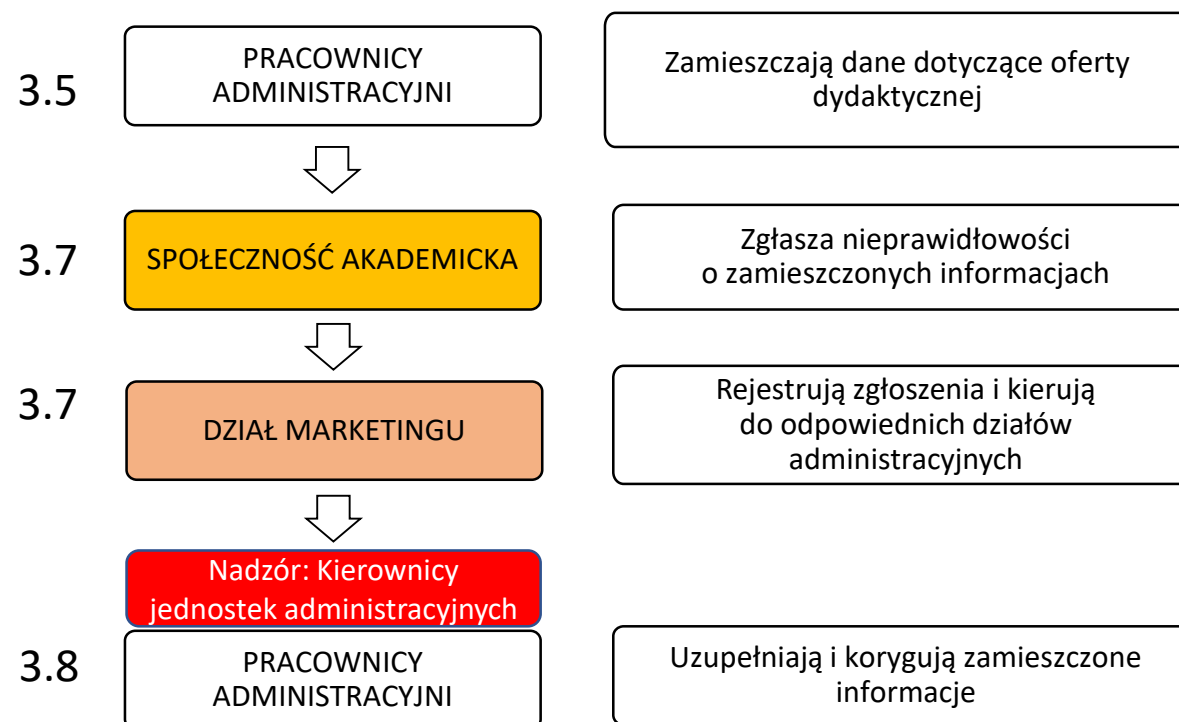 3.5
PRACOWNICY
ADMINISTRACYJNI
Zamieszczają dane dotyczące oferty
dydaktycznej
3.7
SPOŁECZNOŚĆ AKADEMICKA
Zgłasza nieprawidłowości
o zamieszczonych informacjach
3.7
DZIAŁ MARKETINGU
Rejestrują zgłoszenia i kierują
do odpowiednich działów
administracyjnych
Nadzór: Kierownicy
jednostek administracyjnych
3.8
PRACOWNICY
ADMINISTRACYJNI
Uzupełniają i korygują zamieszczone
informacje